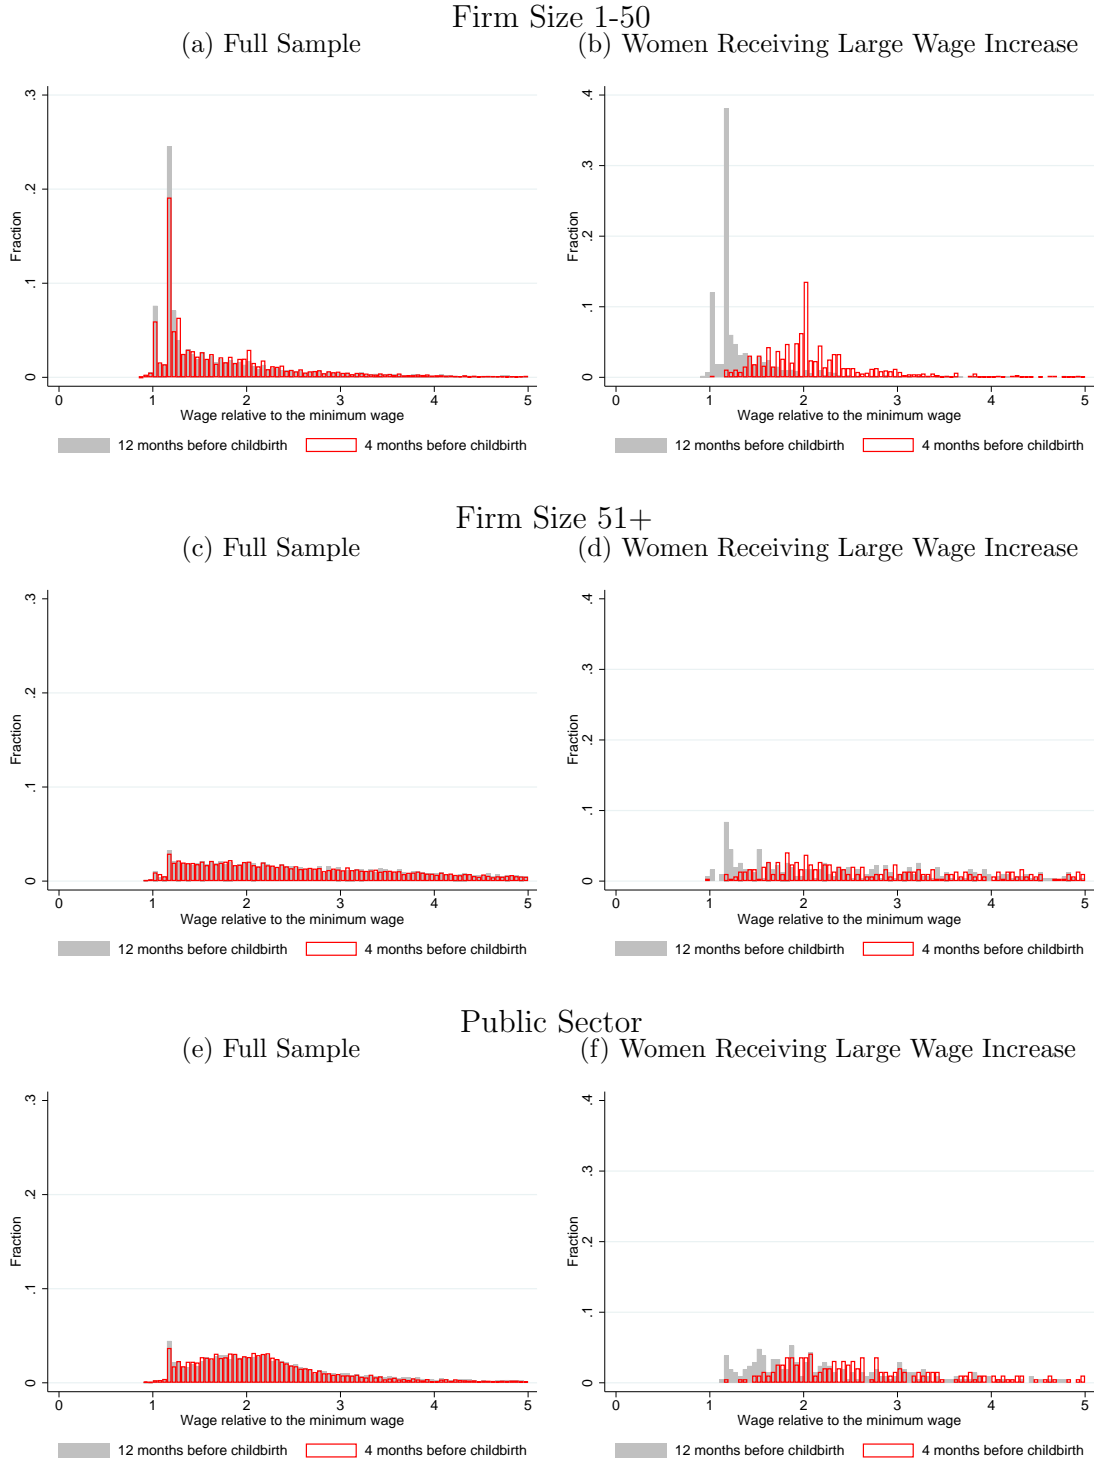 Firm Size 1-50
(a) Full Sample
(b) Women Receiving Large Wage Increase
.3
.2
.1
0
Fraction
0 1 2 3 4 5
Wage relative to the minimum wage
12 months before childbirth 4 months before childbirth
.4
.3
.2
.1
0
Fraction
0 1 2 3 4 5
Wage relative to the minimum wage
12 months before childbirth 4 months before childbirth
Firm Size 51+
(c) Full Sample
(d) Women Receiving Large Wage Increase
.3
.2
.1
0
Fraction
0 1 2 3 4 5
Wage relative to the minimum wage
12 months before childbirth 4 months before childbirth
.4
.3
.2
.1
0
Fraction
0 1 2 3 4 5
Wage relative to the minimum wage
12 months before childbirth 4 months before childbirth
Public Sector
(e) Full Sample
(f) Women Receiving Large Wage Increase
.3
.2
.1
0
Fraction
0 1 2 3 4 5
Wage relative to the minimum wage
12 months before childbirth 4 months before childbirth
.4
.3
.2
.1
0
Fraction
0 1 2 3 4 5
Wage relative to the minimum wage
12 months before childbirth 4 months before childbirth